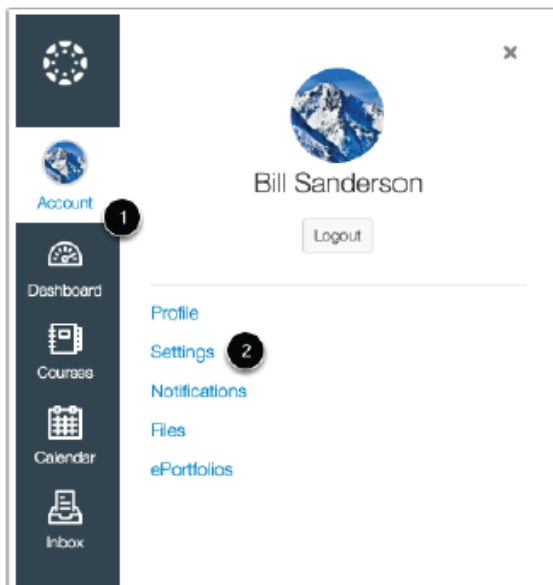 Account
1
Dashboard
Courses
Calendar
Inbox
Bill Sanderson
Logout
Profile
Settings 2
Notifications
Files
ePortfolios